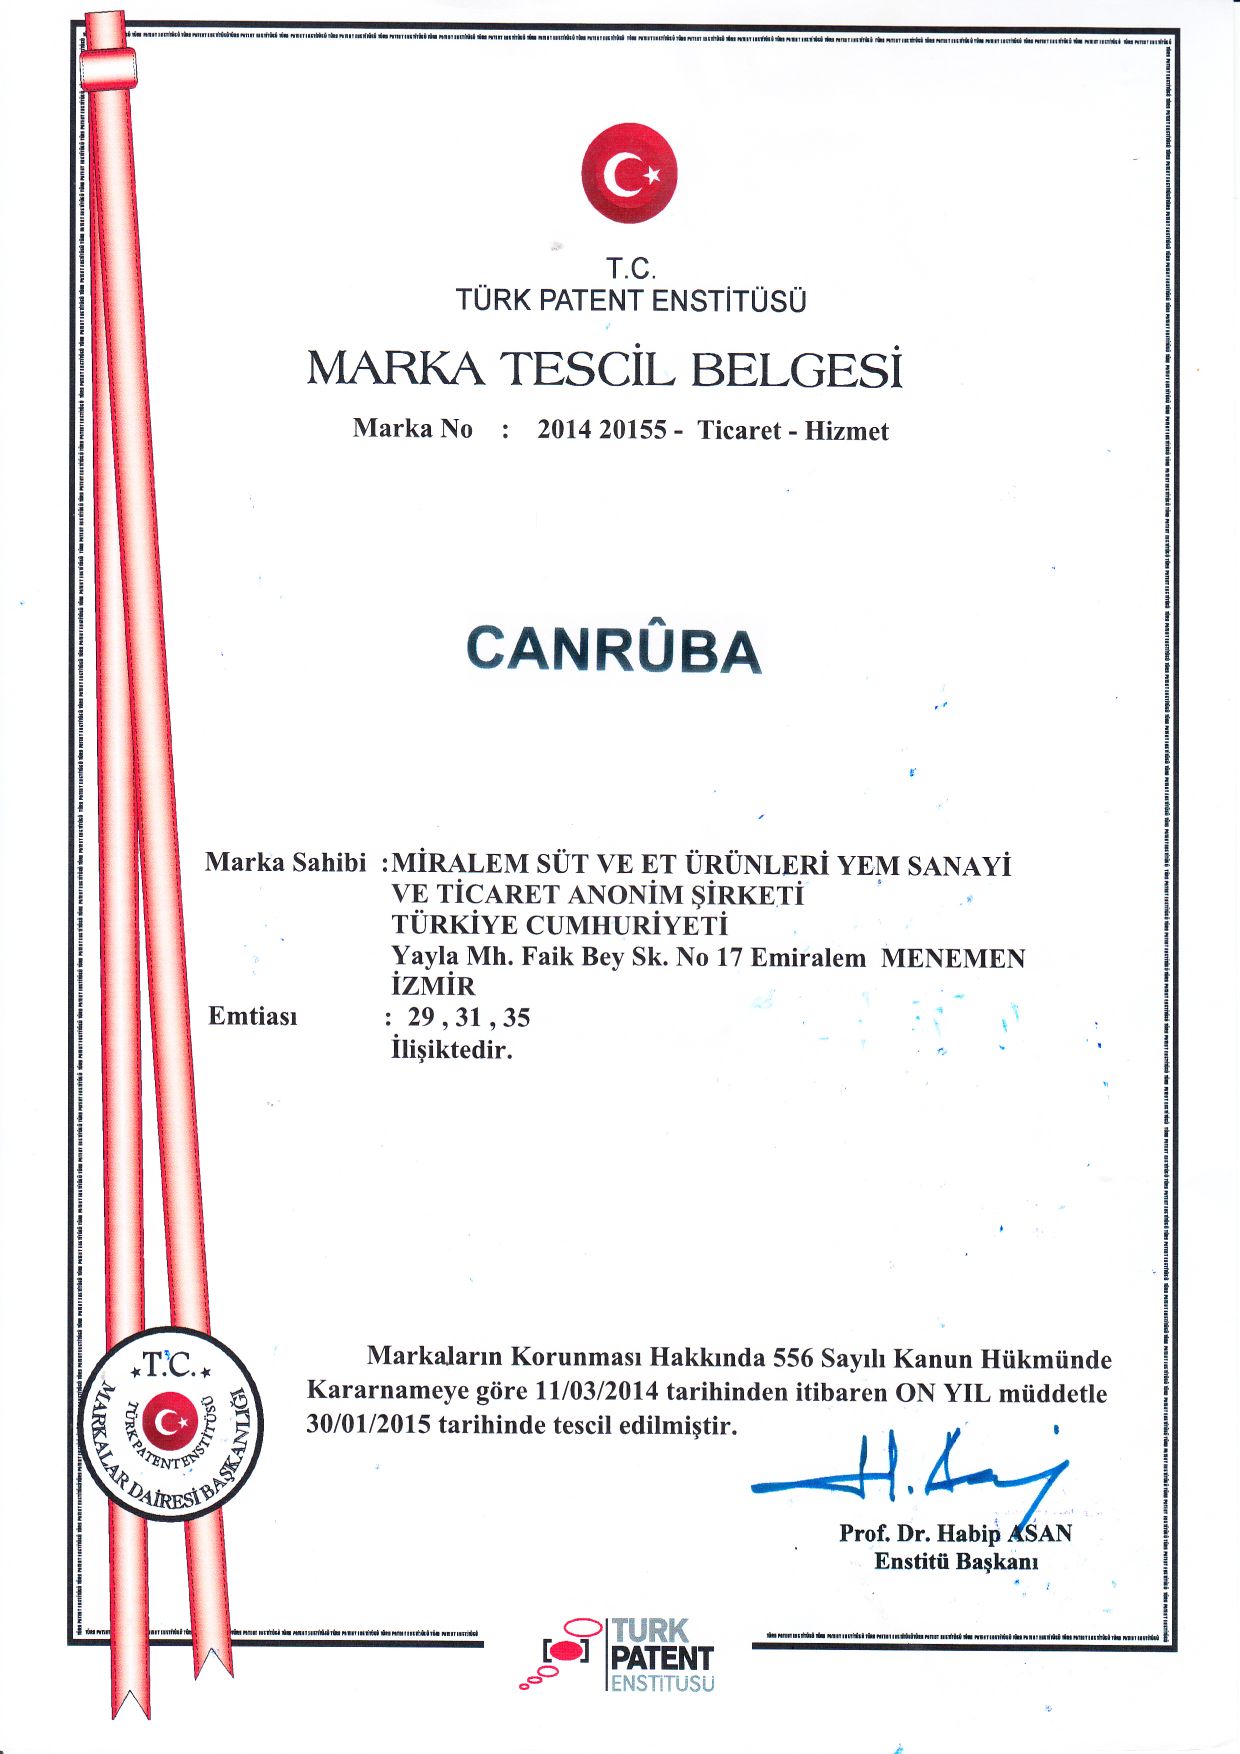 T.C.
TÜRK PATENT ENSTİTÜSÜ
MARKA TESCİL BELGESİ
Marka No : 2014 20155 - Ticaret - Hizmet
CANRÛBA
Marka Sahibi :MİRALEM SÜT VE ET ÜRÜNLERİ YEM SANAYİ
VE TİCARET ANONİM ŞİRKETİ
TÜRKİYE CUMHURİYETİ
Yayla Mh. Faik Bey Sk. No 17 Emiralem MENEMEN
İZMİR
Emtiası : 29 , 31 , 35
İlişiktedir.
Markaların Korunması Hakkında 556 Sayılı Kanun Hükmünde
Kararnameye göre 11/03/2014 tarihinden itibaren ON YIL müddetle
30/01/2015 tarihinde tescil edilmiştir.
T.C.
TÜRK PATENT ENSTİTÜSÜ
MARKALAR DAİRESİ BAŞKANLIĞI
Prof. Dr. Habip ASAN
Enstitü Başkanı
TURK
PATENT
ENSTİTÜSÜ